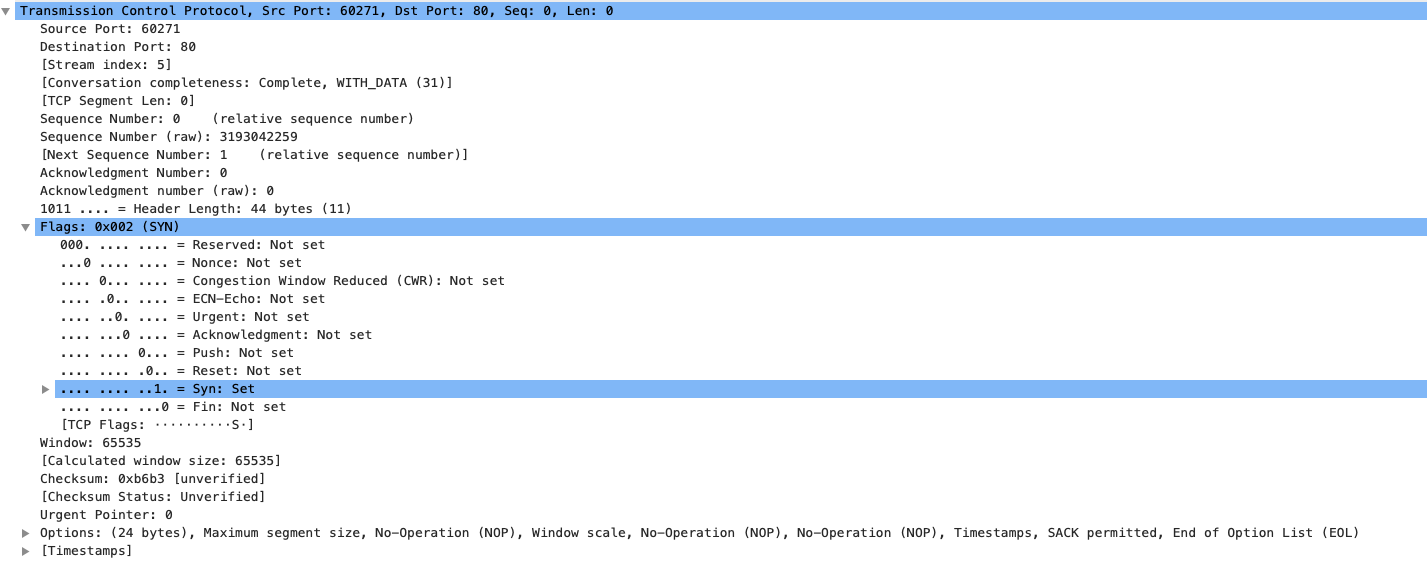 Transmission Control Protocol, Src Port: 60271, Dst Port: 80, Seq: 0, Len: 0
Source Port: 60271
Destination Port: 80
[Stream index: 5]
[Conversation completeness: Complete, WITH_DATA (31)]
[TCP Segment Len: 0]
Sequence Number: 0    (relative sequence number)
Sequence Number (raw): 3193042259
[Next Sequence Number: 1    (relative sequence number)]
Acknowledgment Number: 0
Acknowledgment number (raw): 0
1011 .... = Header Length: 44 bytes (11)
Flags: 0x002 (SYN)
000. .... .... = Reserved: Not set
...0 .... .... = Nonce: Not set
.... 0... .... = Congestion Window Reduced (CWR): Not set
.... .0.. .... = ECN-Echo: Not set
.... ..0. .... = Urgent: Not set
.... ...0 .... = Acknowledgment: Not set
.... .... 0... = Push: Not set
.... .... .0.. = Reset: Not set
.... .... ..1. = Syn: Set
.... .... ...0 = Fin: Not set
[TCP Flags: ··········S·]
Window: 65535
[Calculated window size: 65535]
Checksum: 0xb6b3 [unverified]
[Checksum Status: Unverified]
Urgent Pointer: 0
Options: (24 bytes), Maximum segment size, No-Operation (NOP), Window scale, No-Operation (NOP), No-Operation (NOP), Timestamps, SACK permitted, End of Option List (EOL)
[Timestamps]